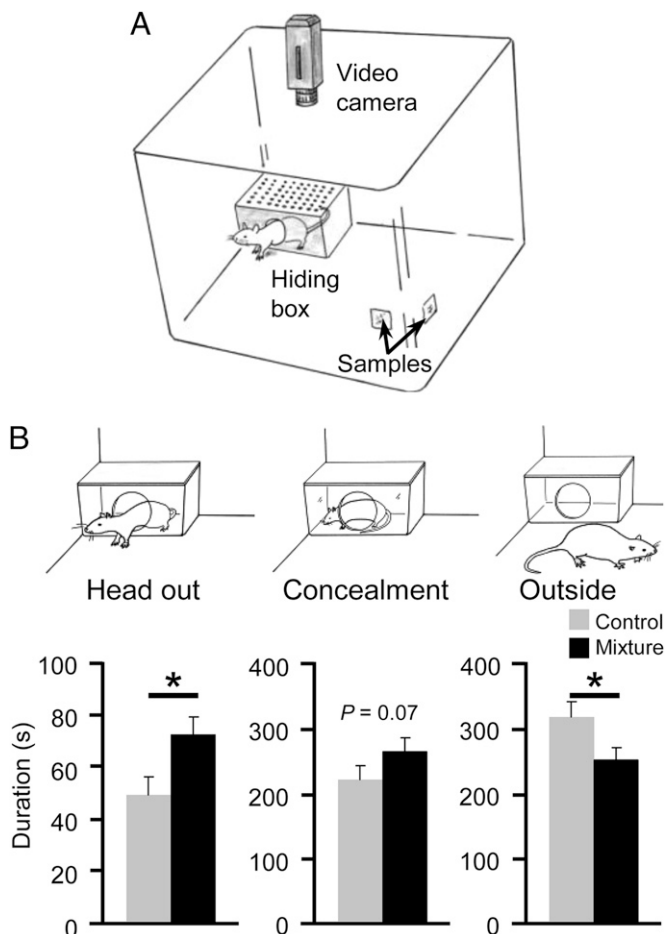 A
Video
camera
Hiding
box
Samples
B
Head out
Concealment
Outside
Control
Mixture
Duration (s)
100
80
60
40
20
0
*
400
300
200
100
0
P = 0.07
400
300
200
100
0
*